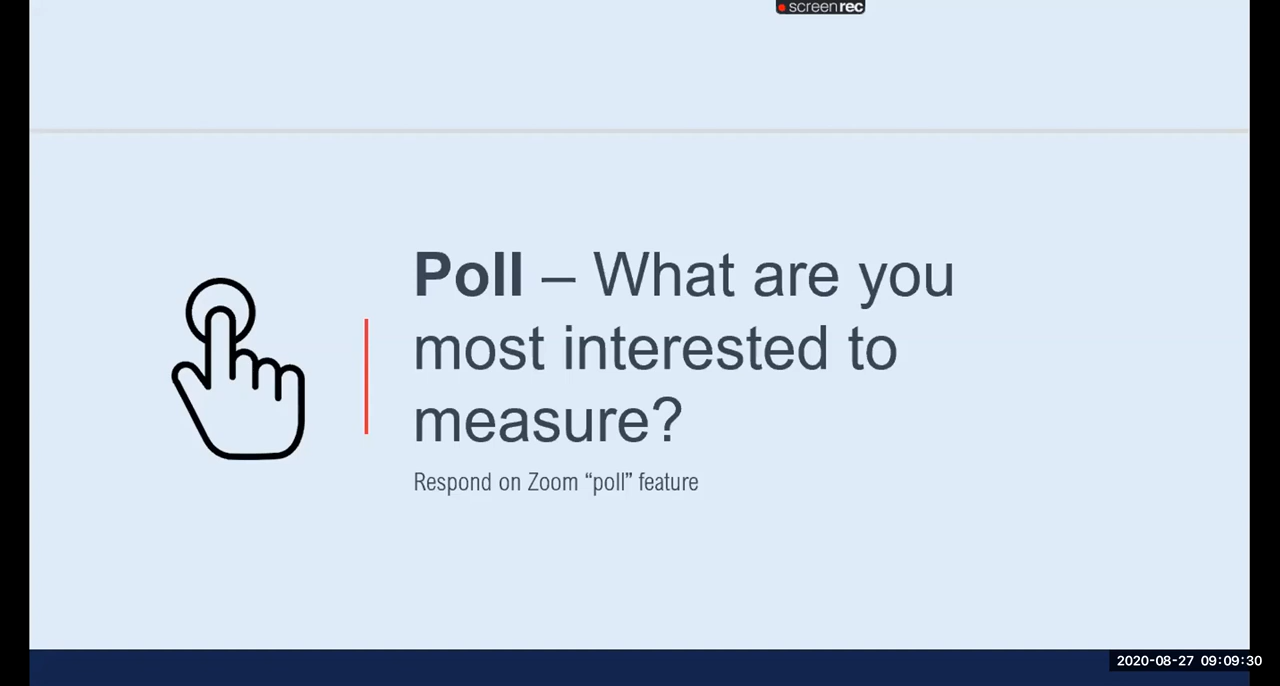 screenrec
Poll – What are you
most interested to
measure?
Respond on Zoom “poll” feature
2020-08-27 09:09:30